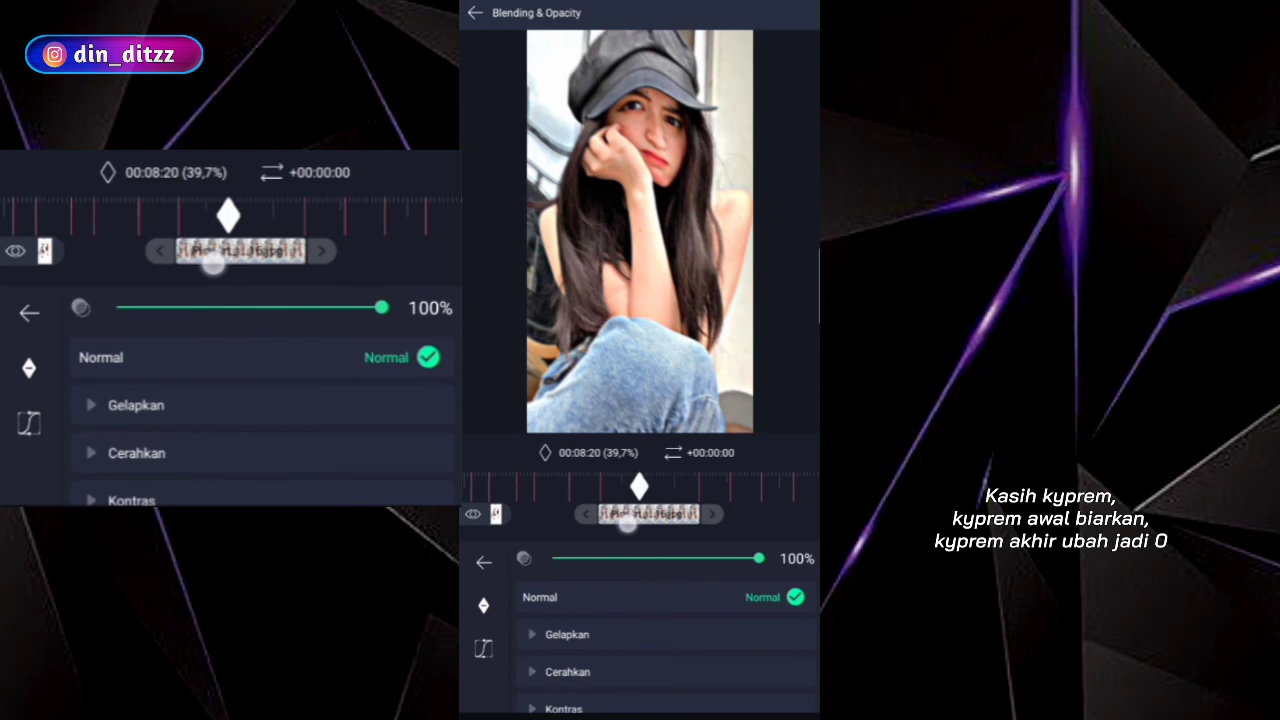 din_ditzz
00:08:20 (39,7%)
+00:00:00
100%
Normal
Normal
Gelapkan
Cerahkan
Kontras
Blending & Opacity
00:08:20 (39,7%)
+00:00:00
100%
Normal
Normal
Gelapkan
Cerahkan
Kontras
Kasih kyprem,
kyprem awal biarkan,
kyprem akhir ubah jadi 0